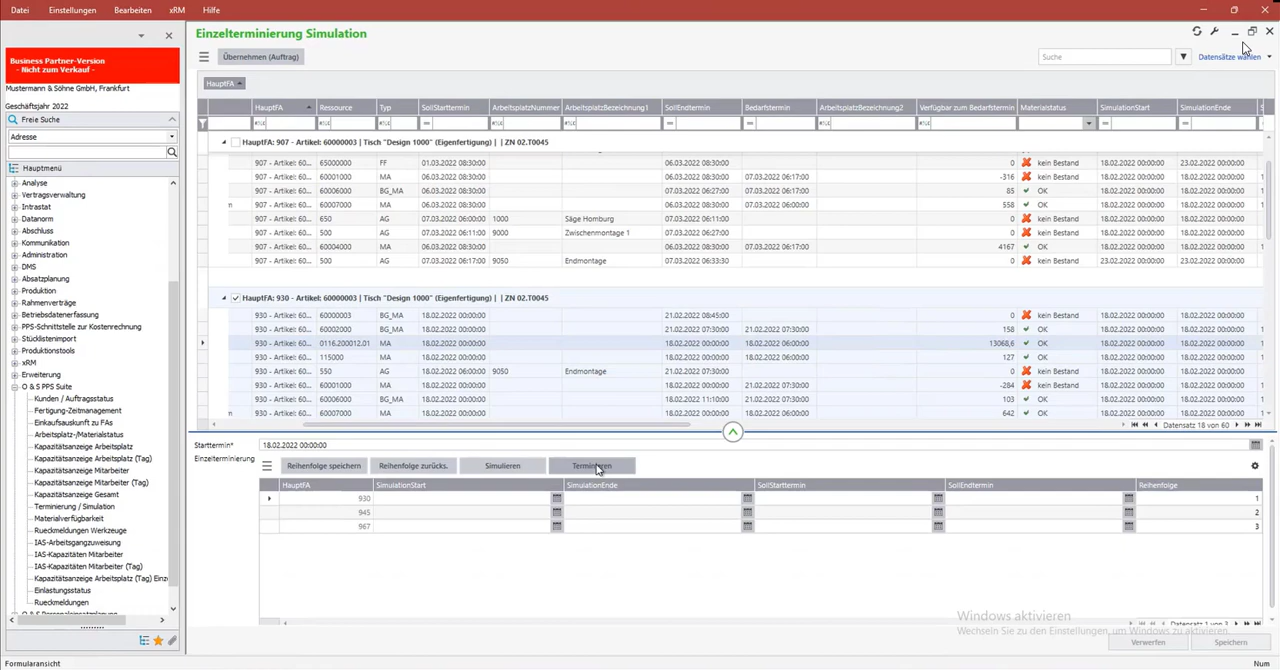 Datei Einstellungen Bearbeiten xRM Hilfe
Business Partner-Version
- Nicht zum Verkauf -
Mustermann & Söhne GmbH, Frankfurt
Geschäftsjahr 2022
Freie Suche
Adresse
Hauptmenü
Analyse
Vertragsverwaltung
Intrastat
Datanorm
Abschluss
Kommunikation
Administration
DMS
Absatzplanung
Produktion
Rahmenverträge
Betriebsdatenerfassung
PPS-Schnittstelle zur Kostenrechnung
Stücklistenimport
Produktionstools
xRM
Erweiterung
O & S PPS Suite
Kunden / Auftragsstatus
Fertigung-Zeitmanagement
Einkaufsauskunft zu FAs
Arbeitsplatz-/Materialstatus
Kapazitätsanzeige Arbeitsplatz
Kapazitätsanzeige Arbeitsplatz (Tag)
Kapazitätsanzeige Mitarbeiter
Kapazitätsanzeige Mitarbeiter (Tag)
Kapazitätsanzeige Gesamt
Terminierung / Simulation
Materialverfügbarkeit
Rueckmeldungen Werkzeuge
IAS-Arbeitsgangzuweisung
IAS-Kapazitäten Mitarbeiter
IAS-Kapazitäten Mitarbeiter (Tag)
Kapazitätsanzeige Arbeitsplatz (Tag) Einze
Einlastungsstatus
Rueckmeldungen
O & S Personaleinsatzplanung
Formularansicht
Einzelterminierung Simulation
Übernehmen (Auftrag) Suche Datensätze wählen
HauptFA
HauptFA Ressource Typ SollStarttermin ArbeitsplatzNummer ArbeitsplatzBezeichnung1 SollEndtermin Bedarfstermin ArbeitsplatzBezeichnung2 Verfügbar zum Bedarfstermin Materialstatus SimulationStart SimulationEnde
HauptFA: 907 - Artikel: 60000003 | Tisch "Design 1000" (Eigenfertigung) | | ZN 02.T0045
907 - Artikel: 60... 65000000 FF 01.03.2022 08:30:00 06.03.2022 08:30:00 0 kein Bestand 18.02.2022 00:00:00 23.02.2022 00:00:00
907 - Artikel: 60... 60001000 MA 06.03.2022 08:30:00 06.03.2022 08:30:00 07.03.2022 06:17:00 -316 kein Bestand 18.02.2022 00:00:00 18.02.2022 00:00:00
907 - Artikel: 60... 60006000 BG_MA 06.03.2022 08:30:00 07.03.2022 06:27:00 07.03.2022 06:17:00 85 OK 18.02.2022 00:00:00 18.02.2022 00:00:00
n 907 - Artikel: 60... 60007000 MA 06.03.2022 08:30:00 06.03.2022 08:30:00 07.03.2022 06:00:00 558 OK 18.02.2022 00:00:00 18.02.2022 00:00:00
907 - Artikel: 60... 650 AG 07.03.2022 06:00:00 1000 Säge Homburg 07.03.2022 06:11:00 0 kein Bestand 18.02.2022 00:00:00 18.02.2022 00:00:00
907 - Artikel: 60... 500 AG 07.03.2022 06:11:00 9000 Zwischenmontage 1 07.03.2022 06:27:00 0 kein Bestand 18.02.2022 00:00:00 18.02.2022 00:00:00
907 - Artikel: 60... 60004000 MA 06.03.2022 08:30:00 06.03.2022 08:30:00 07.03.2022 06:17:00 4167 OK 18.02.2022 00:00:00 18.02.2022 00:00:00
907 - Artikel: 60... 500 AG 07.03.2022 06:17:00 9050 Endmontage 07.03.2022 06:33:30 0 kein Bestand 23.02.2022 00:00:00 23.02.2022 00:00:00
HauptFA: 930 - Artikel: 60000003 | Tisch "Design 1000" (Eigenfertigung) | | ZN 02.T0045
930 - Artikel: 60... 60000003 BG_MA 18.02.2022 00:00:00 21.02.2022 08:45:00 0 kein Bestand 18.02.2022 00:00:00 18.02.2022 00:00:00
930 - Artikel: 60... 60002000 BG_MA 18.02.2022 00:00:00 21.02.2022 07:30:00 21.02.2022 07:30:00 158 OK 18.02.2022 00:00:00 18.02.2022 00:00:00
930 - Artikel: 60... 0116.200012.01 MA 18.02.2022 00:00:00 18.02.2022 00:00:00 18.02.2022 06:00:00 13068,6 OK 18.02.2022 00:00:00 18.02.2022 00:00:00
930 - Artikel: 60... 115000 MA 18.02.2022 00:00:00 18.02.2022 00:00:00 18.02.2022 06:00:00 127 OK 18.02.2022 00:00:00 18.02.2022 00:00:00
930 - Artikel: 60... 550 AG 18.02.2022 06:00:00 9050 Endmontage 21.02.2022 07:30:00 0 kein Bestand 18.02.2022 00:00:00 18.02.2022 00:00:00
930 - Artikel: 60... 60001000 MA 18.02.2022 00:00:00 18.02.2022 00:00:00 21.02.2022 07:30:00 -284 kein Bestand 18.02.2022 00:00:00 18.02.2022 00:00:00
930 - Artikel: 60... 60006000 BG_MA 18.02.2022 00:00:00 18.02.2022 11:10:00 21.02.2022 07:30:00 103 OK 18.02.2022 00:00:00 18.02.2022 00:00:00
n 930 - Artikel: 60... 60007000 MA 18.02.2022 00:00:00 18.02.2022 00:00:00 18.02.2022 06:00:00 642 OK 18.02.2022 00:00:00 18.02.2022 00:00:00
Datensatz 18 von 60
Starttermin* 18.02.2022 00:00:00
Einzelterminierung Reihenfolge speichern Reihenfolge zurücks. Simulieren Terminieren
HauptFA SimulationStart SimulationEnde SollStarttermin SollEndtermin Reihenfolge
930 1
945 2
967 3
Windows aktivieren
Wechseln Sie zu den Einstellungen, um Windows zu aktivieren.
Datensatz 1 von 3
Verwerfen Speichern
Num